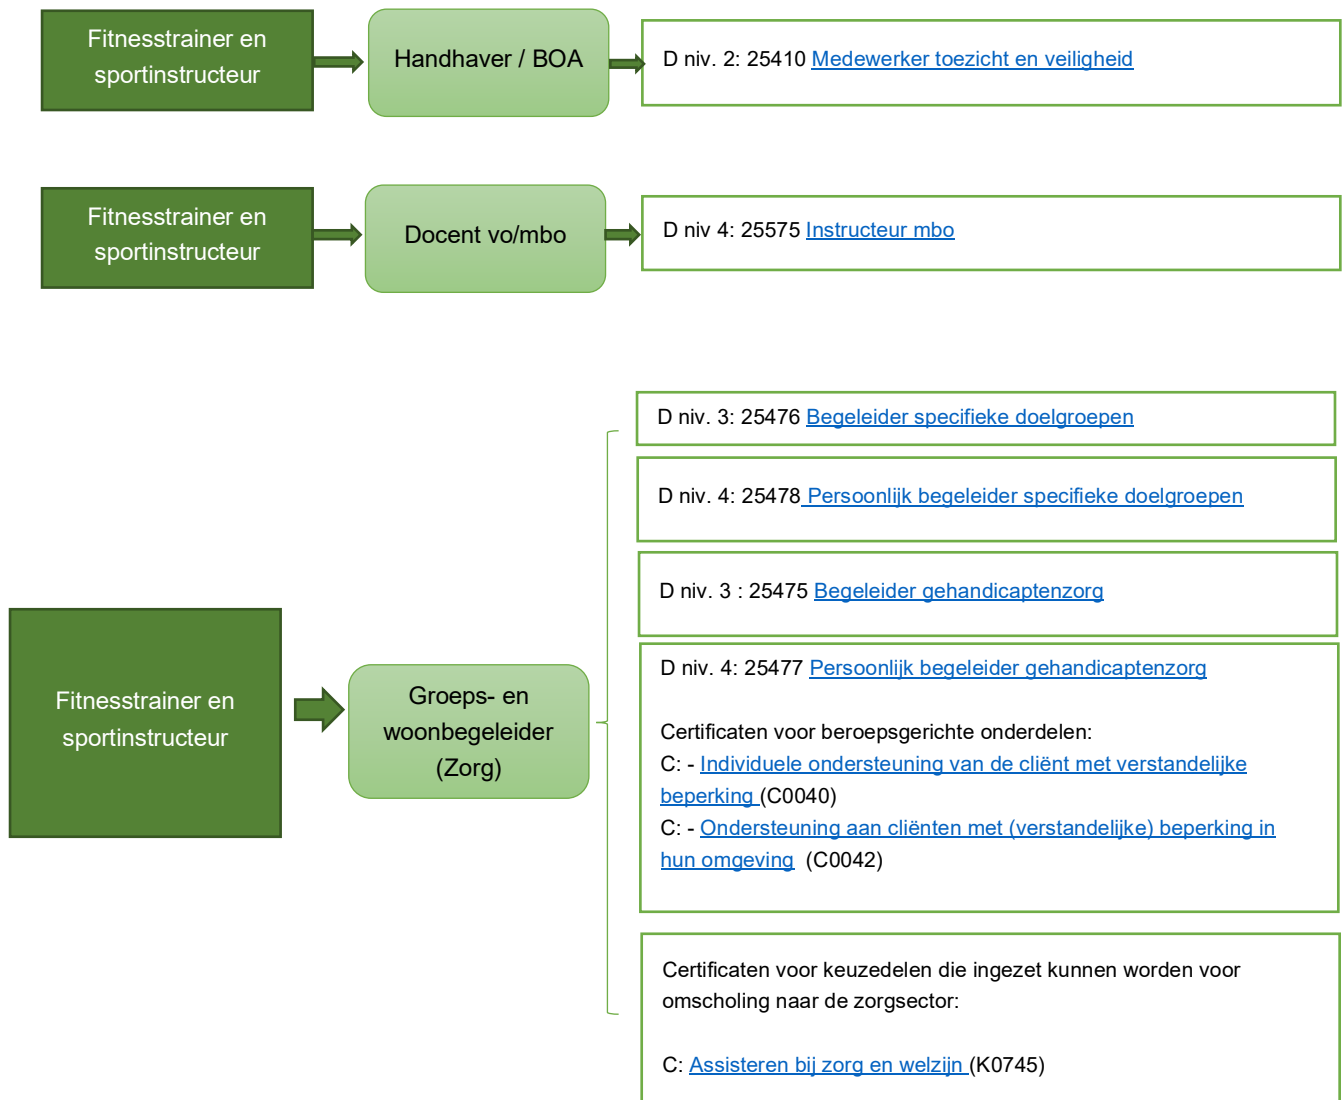 Fitnesstrainer en
sportinstructeur
Handhaver / BOA
D niv. 2: 25410 Medewerker toezicht en veiligheid
Fitnesstrainer en
sportinstructeur
Docent vo/mbo
D niv 4: 25575 Instructeur mbo
Fitnesstrainer en
sportinstructeur
Groeps- en
woonbegeleider
(Zorg)
D niv. 3: 25476 Begeleider specifieke doelgroepen
D niv. 4: 25478 Persoonlijk begeleider specifieke doelgroepen
D niv. 3 : 25475 Begeleider gehandicaptenzorg
D niv. 4: 25477 Persoonlijk begeleider gehandicaptenzorg
Certificaten voor beroepsgerichte onderdelen:
C: - Individuele ondersteuning van de cliënt met verstandelijke
beperking (C0040)
C: - Ondersteuning aan cliënten met (verstandelijke) beperking in
hun omgeving (C0042)
Certificaten voor keuzedelen die ingezet kunnen worden voor
omscholing naar de zorgsector:
C: Assisteren bij zorg en welzijn (K0745)